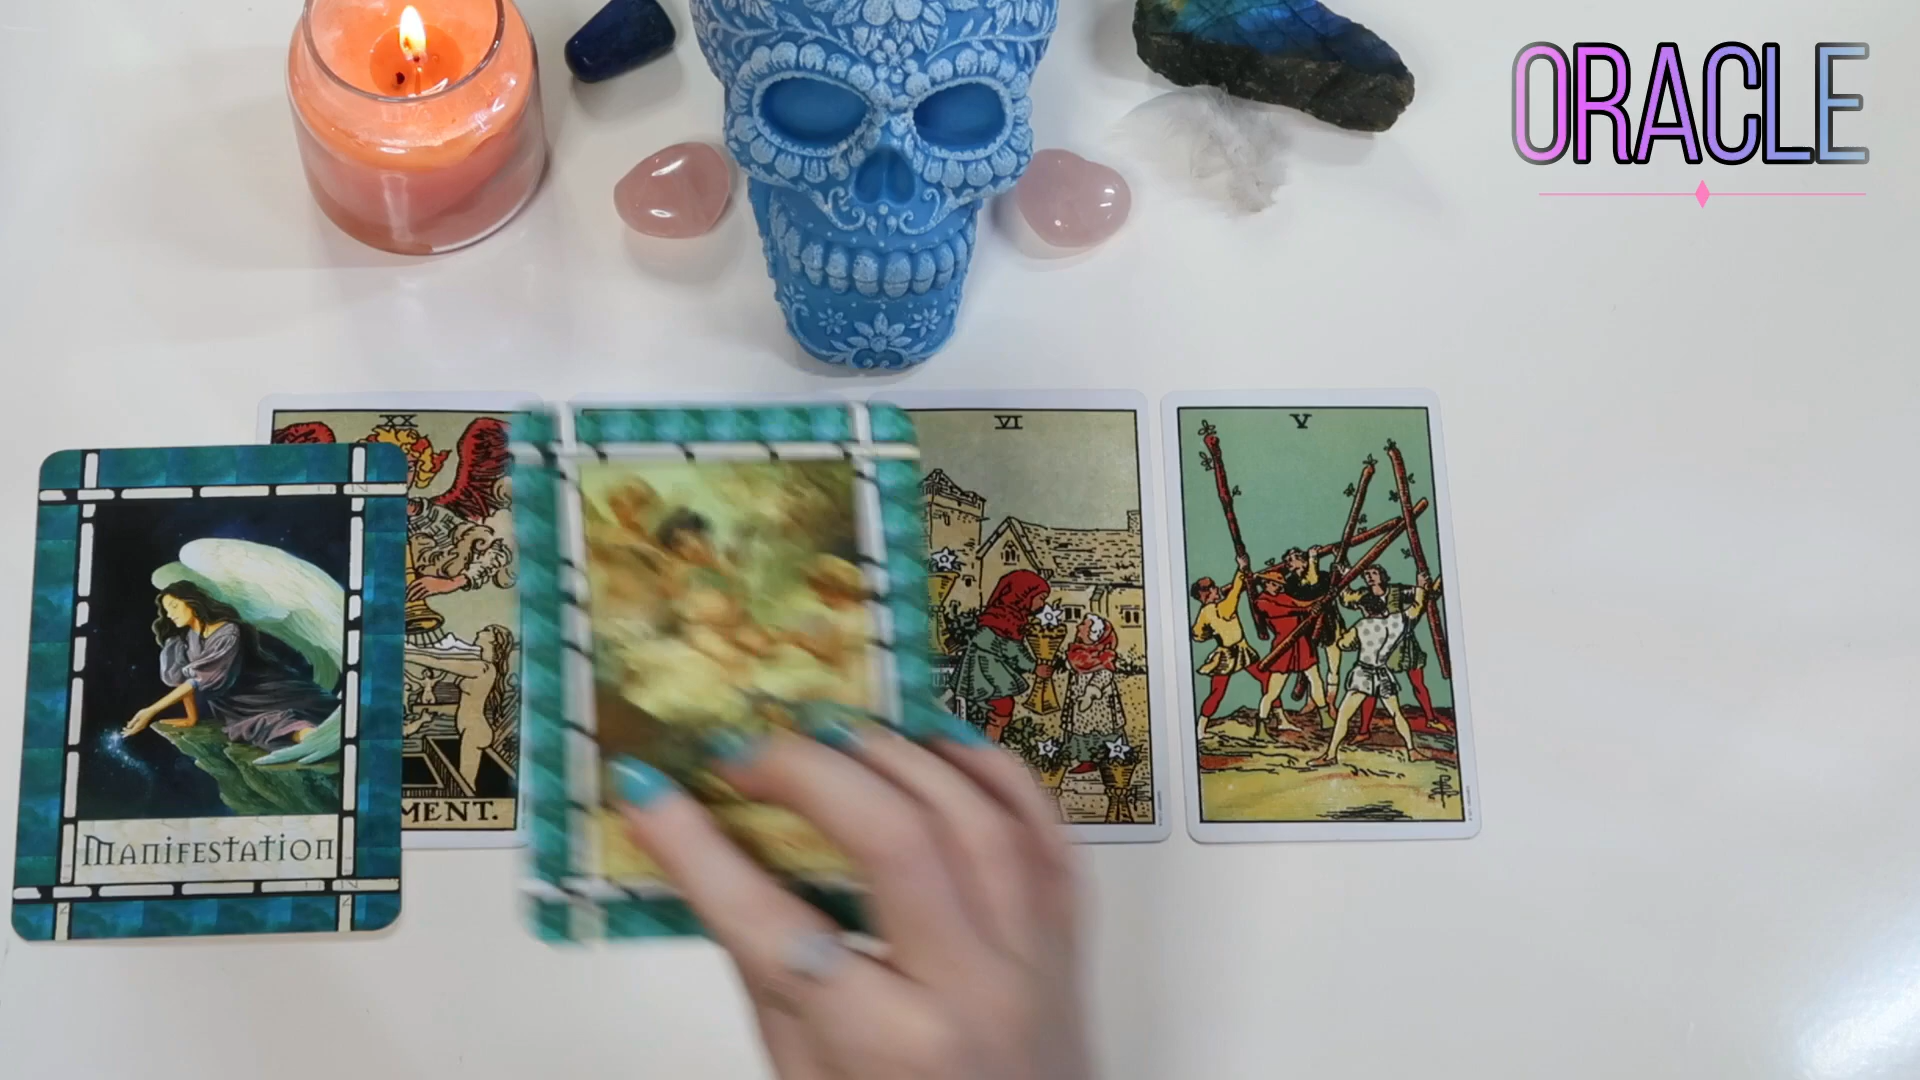 ORACLE
XX
VI
V
MENT.
Manifestation